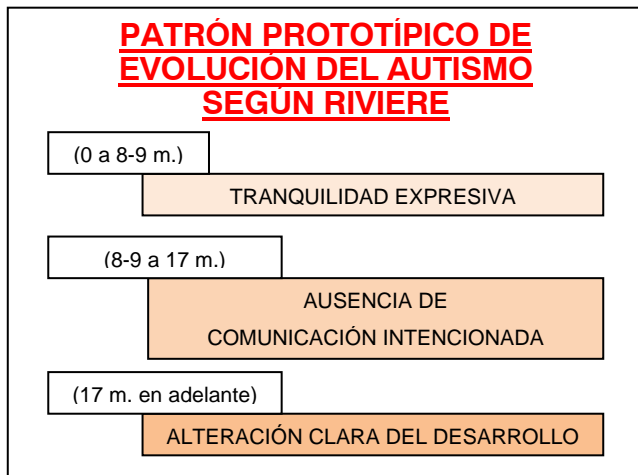 PATRÓN PROTOTÍPICO DE
EVOLUCIÓN DEL AUTISMO
SEGÚN RIVIERE
(0 a 8-9 m.)
TRANQUILIDAD EXPRESIVA
(8-9 a 17 m.)
AUSENCIA DE
COMUNICACIÓN INTENCIONADA
(17 m. en adelante)
ALTERACIÓN CLARA DEL DESARROLLO